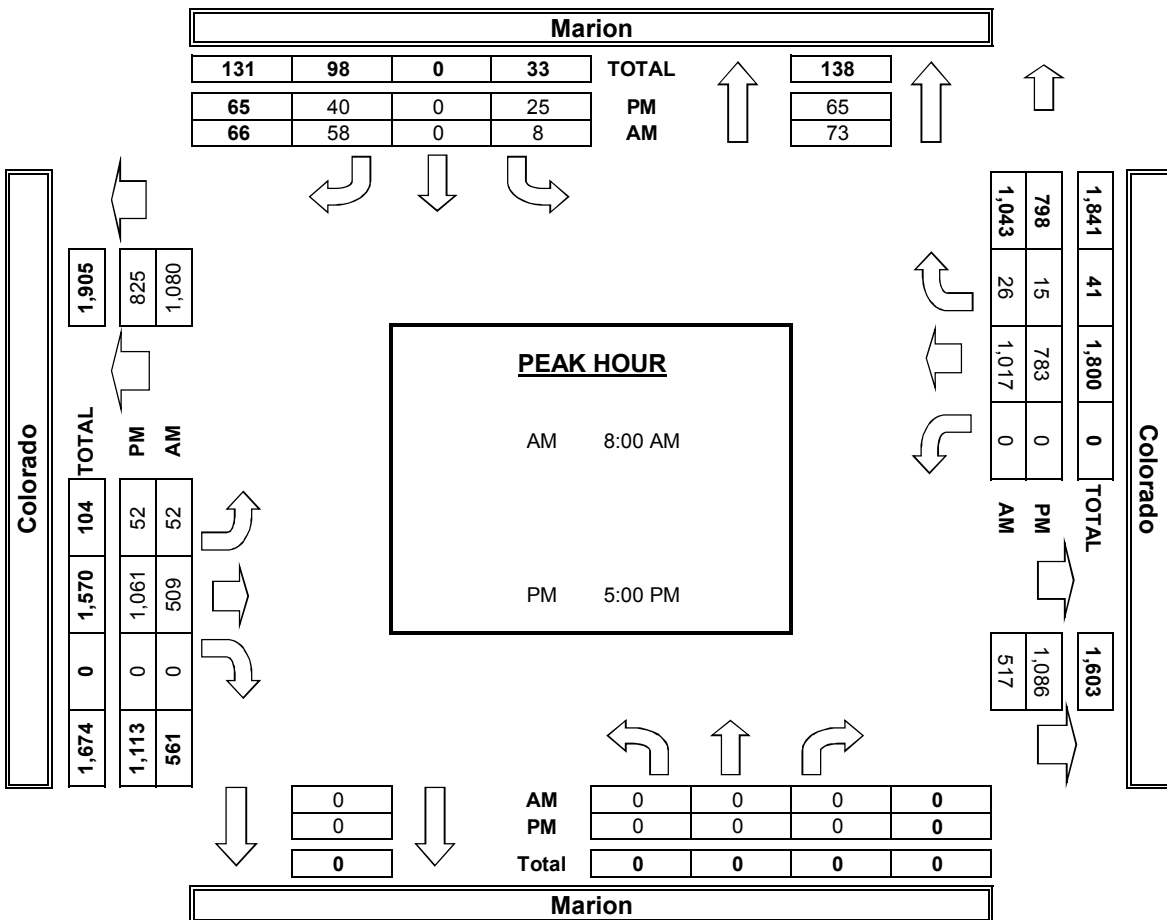 Marion
131 98 0 33 TOTAL 138
65 40 0 25 PM 65
66 58 0 8 AM 73
Colorado
1,905
825
1,080
TOTAL
PM
AM
104 1,570 0 1,674
52 1,061 0 1,113
52 509 0 561
PEAK HOUR
AM 8:00 AM
PM 5:00 PM
1,841 41 1,800 0 TOTAL
798 15 783 0 PM
1,043 26 1,017 0 AM
1,603
1,086
517
Colorado
0 AM 0 0 0 0
0 PM 0 0 0 0
0 Total 0 0 0 0
Marion